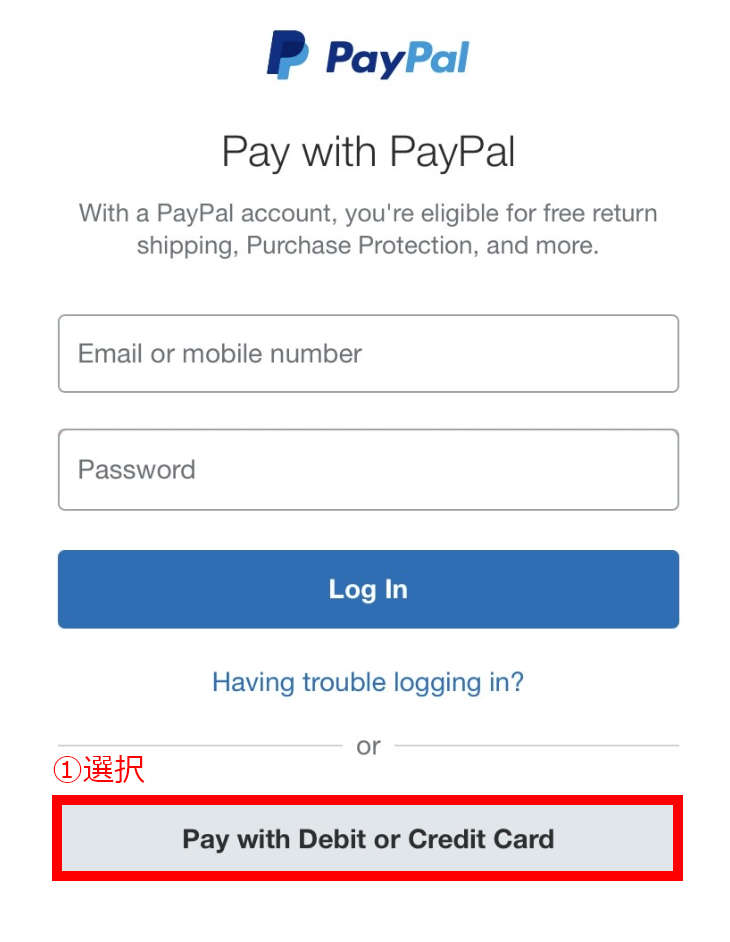 PayPal
Pay with PayPal
With a PayPal account, you're eligible for free return
shipping, Purchase Protection, and more.
Email or mobile number
Password
Log In
Having trouble logging in?
or
①選択
Pay with Debit or Credit Card